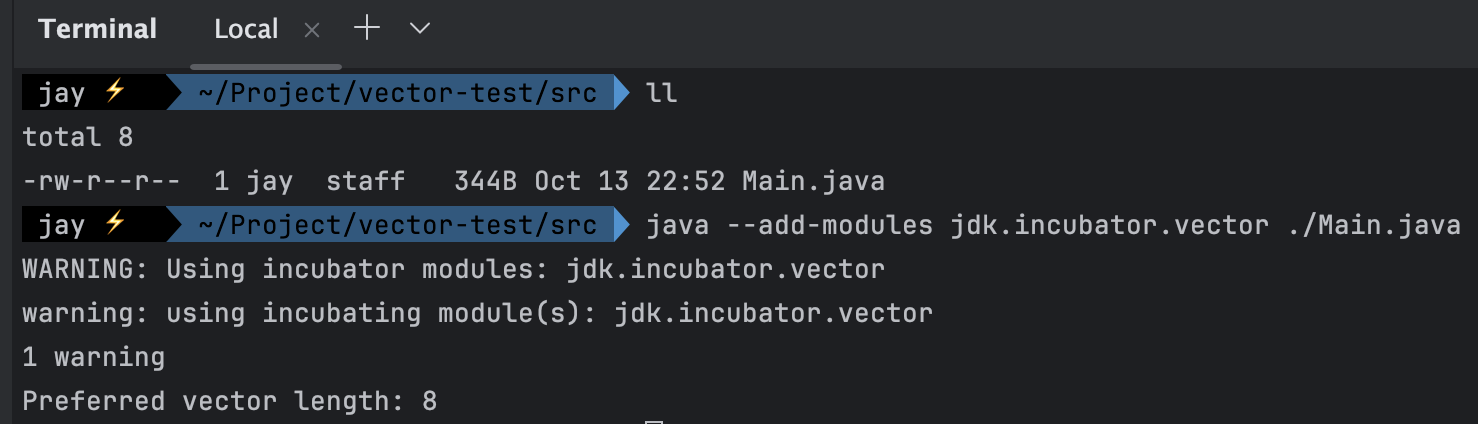 Terminal Local × + ⌄
jay ⚡ ~/Project/vector-test/src ll
total 8
-rw-r--r--  1 jay  staff   344B Oct 13 22:52 Main.java
jay ⚡ ~/Project/vector-test/src java --add-modules jdk.incubator.vector ./Main.java
WARNING: Using incubator modules: jdk.incubator.vector
warning: using incubating module(s): jdk.incubator.vector
1 warning
Preferred vector length: 8